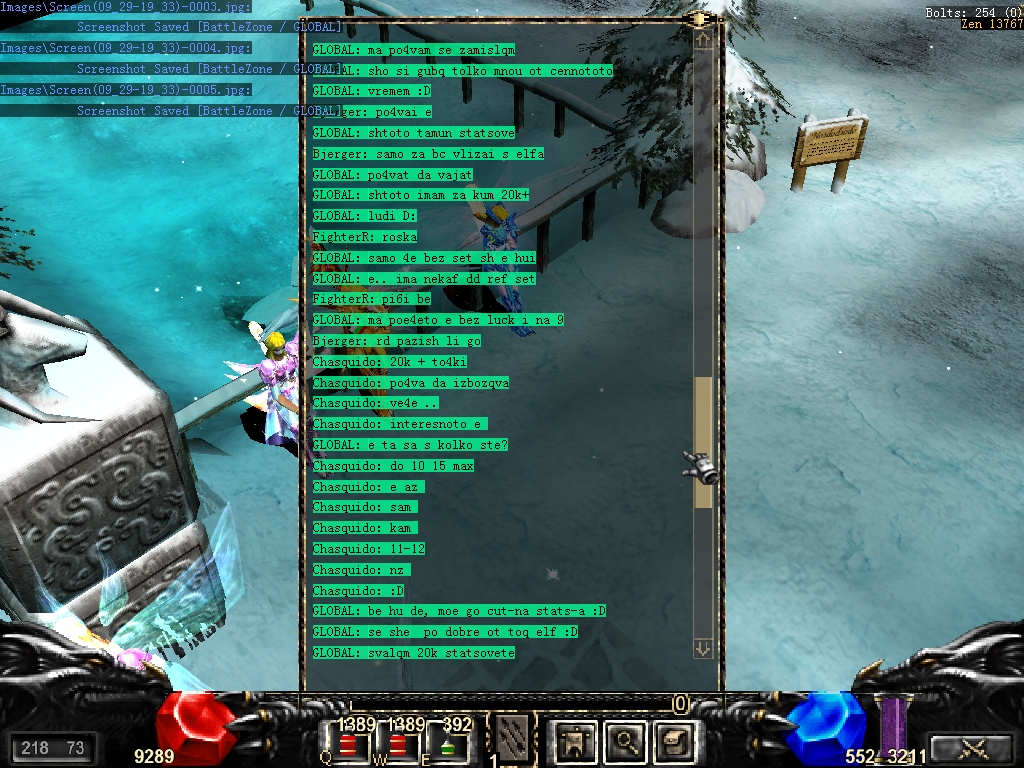 Images\Screen(09_29-19_33)-0003.jpg:
Screenshot Saved [BattleZone / GLOBAL]
Images\Screen(09_29-19_33)-0004.jpg:
Screenshot Saved [BattleZone / GLOBAL]
Images\Screen(09_29-19_33)-0005.jpg:
Screenshot Saved [BattleZone / GLOBAL]
Bolts: 254 (0)
Zen 13767
GLOBAL: ma po4vam se zamislqm
AL: sho si gubq tolko mnou ot cennototo
GLOBAL: vremem :D
ger: po4vai e
GLOBAL: shtoto tamun statsove
Bjerger: samo za bc vlizai s elfa
GLOBAL: po4vat da vajat
GLOBAL: shtoto imam za kum 20k+
GLOBAL: ludi D:
FighterR: roska
GLOBAL: samo 4e bez set sh e hui
GLOBAL: e.. ima nekaf dd ref set
FighterR: pi6i be
GLOBAL: ma poe4eto e bez luck i na 9
Bjerger: rd pazish li go
Chasquido: 20k + to4ki
Chasquido: po4va da izbozqva
Chasquido: ve4e ..
Chasquido: interesnoto e
GLOBAL: e ta sa s kolko ste?
Chasquido: do 10 15 max
Chasquido: e az
Chasquido: sam
Chasquido: kam
Chasquido: 11-12
Chasquido: nz
Chasquido: :D
GLOBAL: be hu de, moe go cut-na stats-a :D
GLOBAL: se she po dobre ot toq elf :D
GLOBAL: svalqm 20k statsovete
0
1389 1389 392
Q W E 1
218 73
9289
552 3211